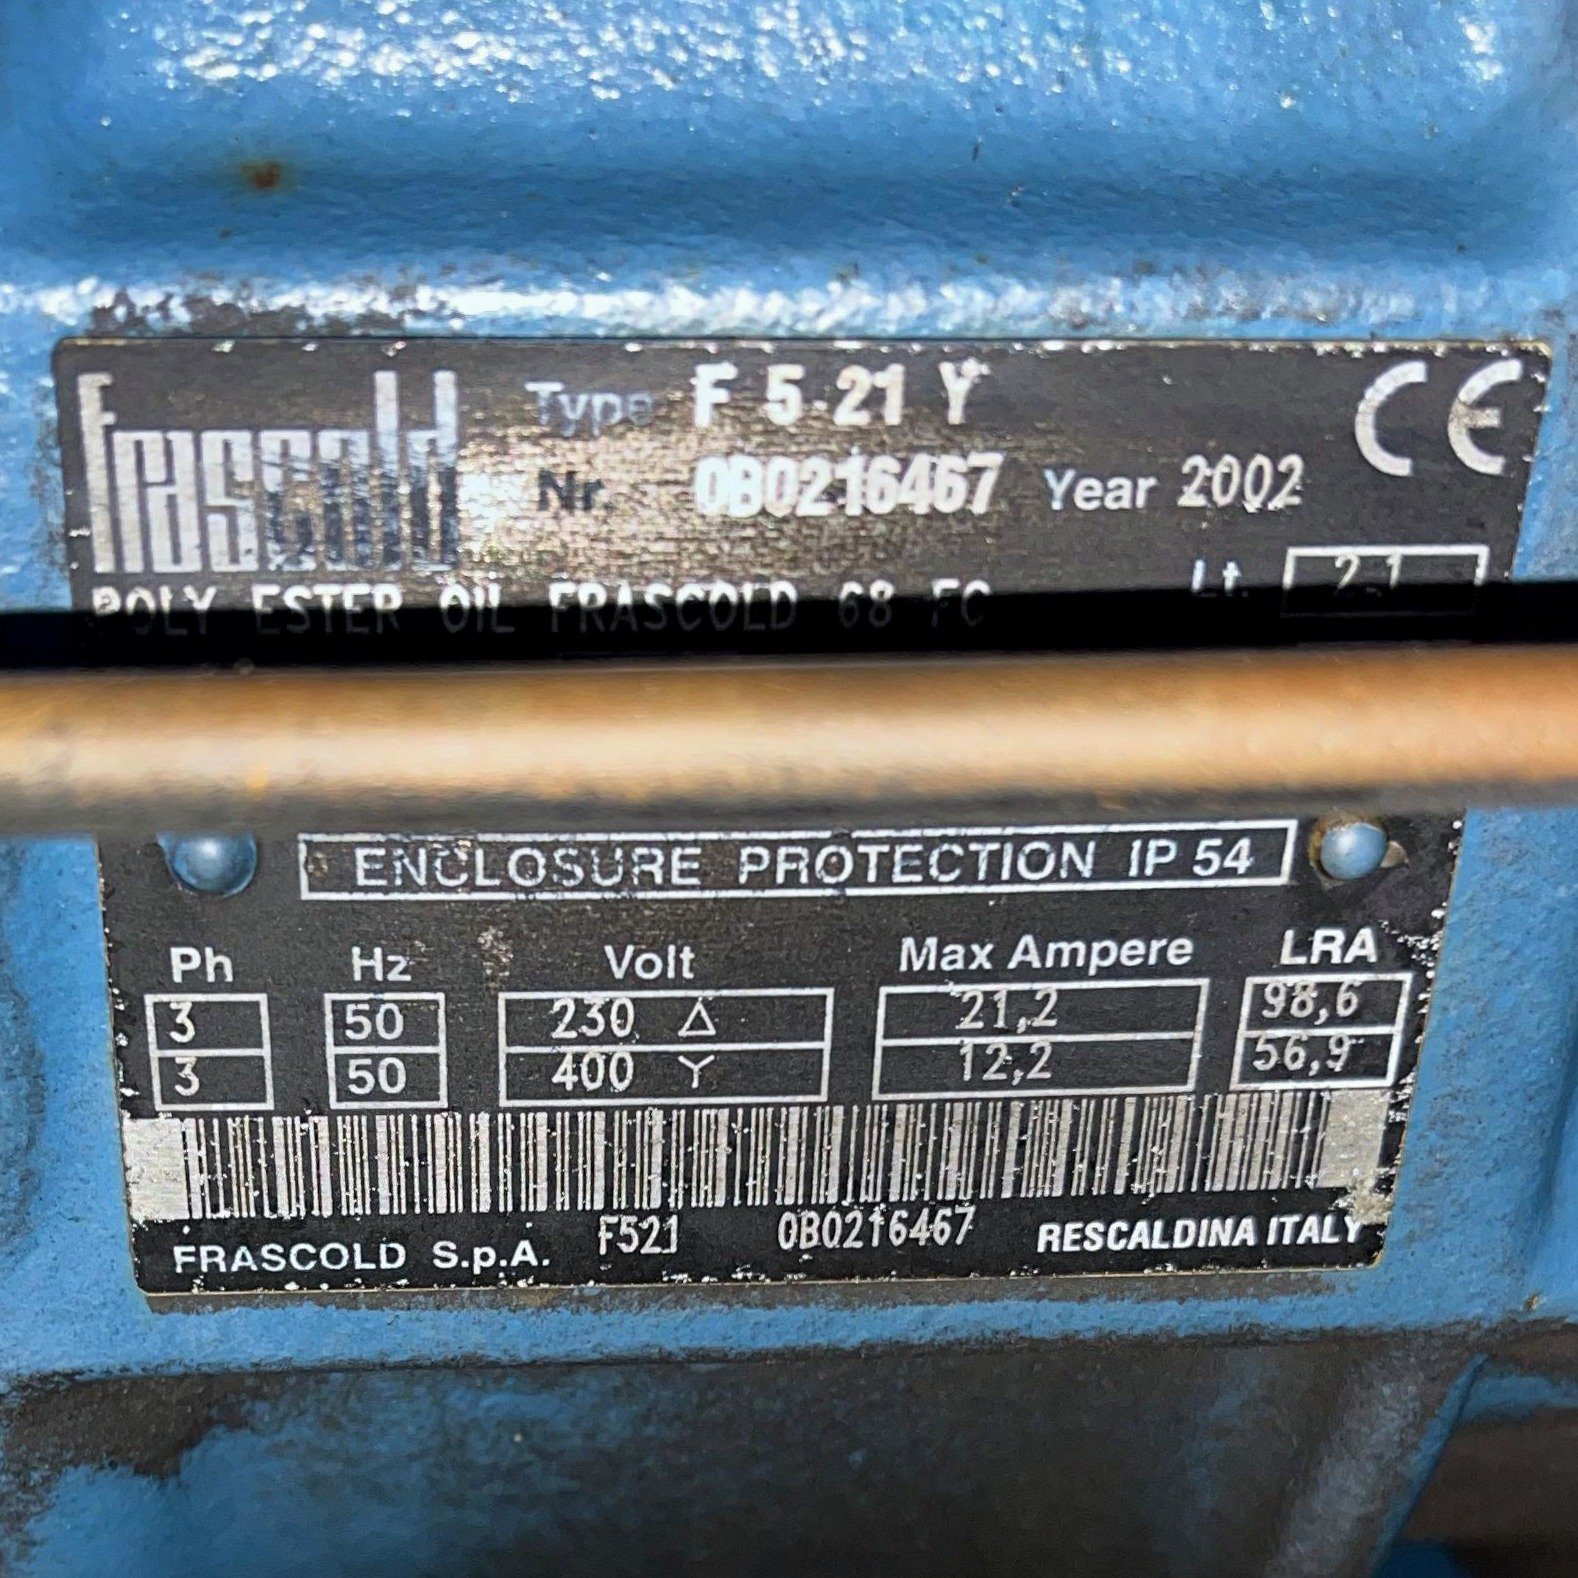 Frascold Type F 5 21 Y CE
Nr. 0B0216467 Year 2002
POLY ESTER OIL FRASCOLD 68 FC Lt. 2,1
ENCLOSURE PROTECTION IP 54
Ph Hz Volt Max Ampere LRA
3 50 230 Δ 21,2 98,6
3 50 400 Y 12,2 56,9
FRASCOLD S.p.A. F521 0B0216467 RESCALDINA ITALY